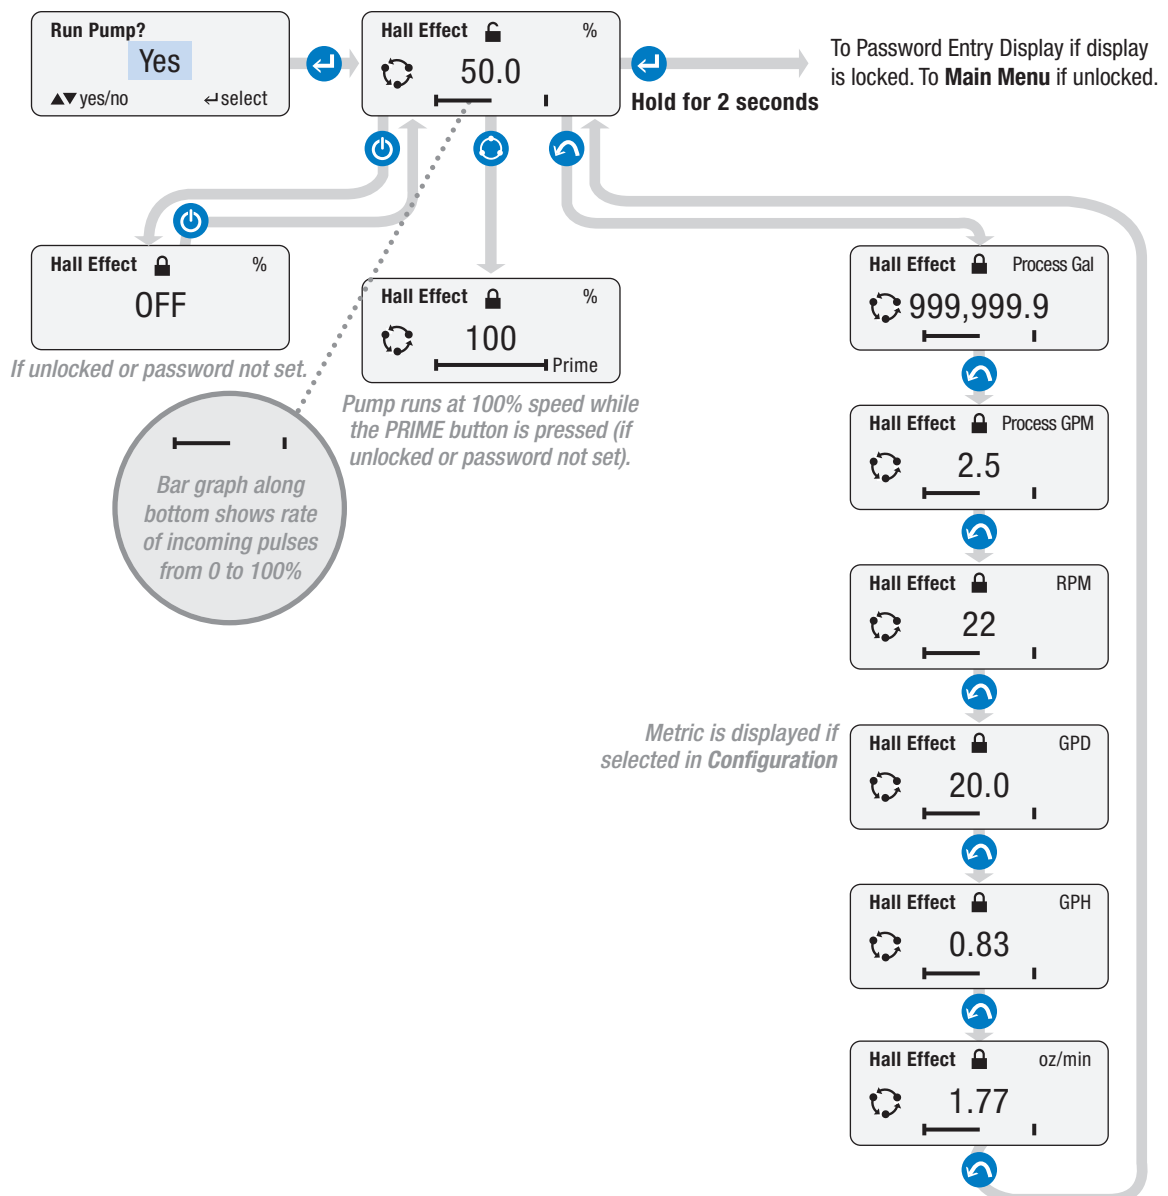 Run Pump?
Yes
▲▼ yes/no ↵ select
Hall Effect %
50.0
Hold for 2 seconds
To Password Entry Display if display
is locked. To Main Menu if unlocked.
Hall Effect %
OFF
If unlocked or password not set.
Hall Effect %
100
Prime
Pump runs at 100% speed while
the PRIME button is pressed (if
unlocked or password not set).
Bar graph along
bottom shows rate
of incoming pulses
from 0 to 100%
Hall Effect Process Gal
999,999.9
Hall Effect Process GPM
2.5
Hall Effect RPM
22
Metric is displayed if
selected in Configuration
Hall Effect GPD
20.0
Hall Effect GPH
0.83
Hall Effect oz/min
1.77